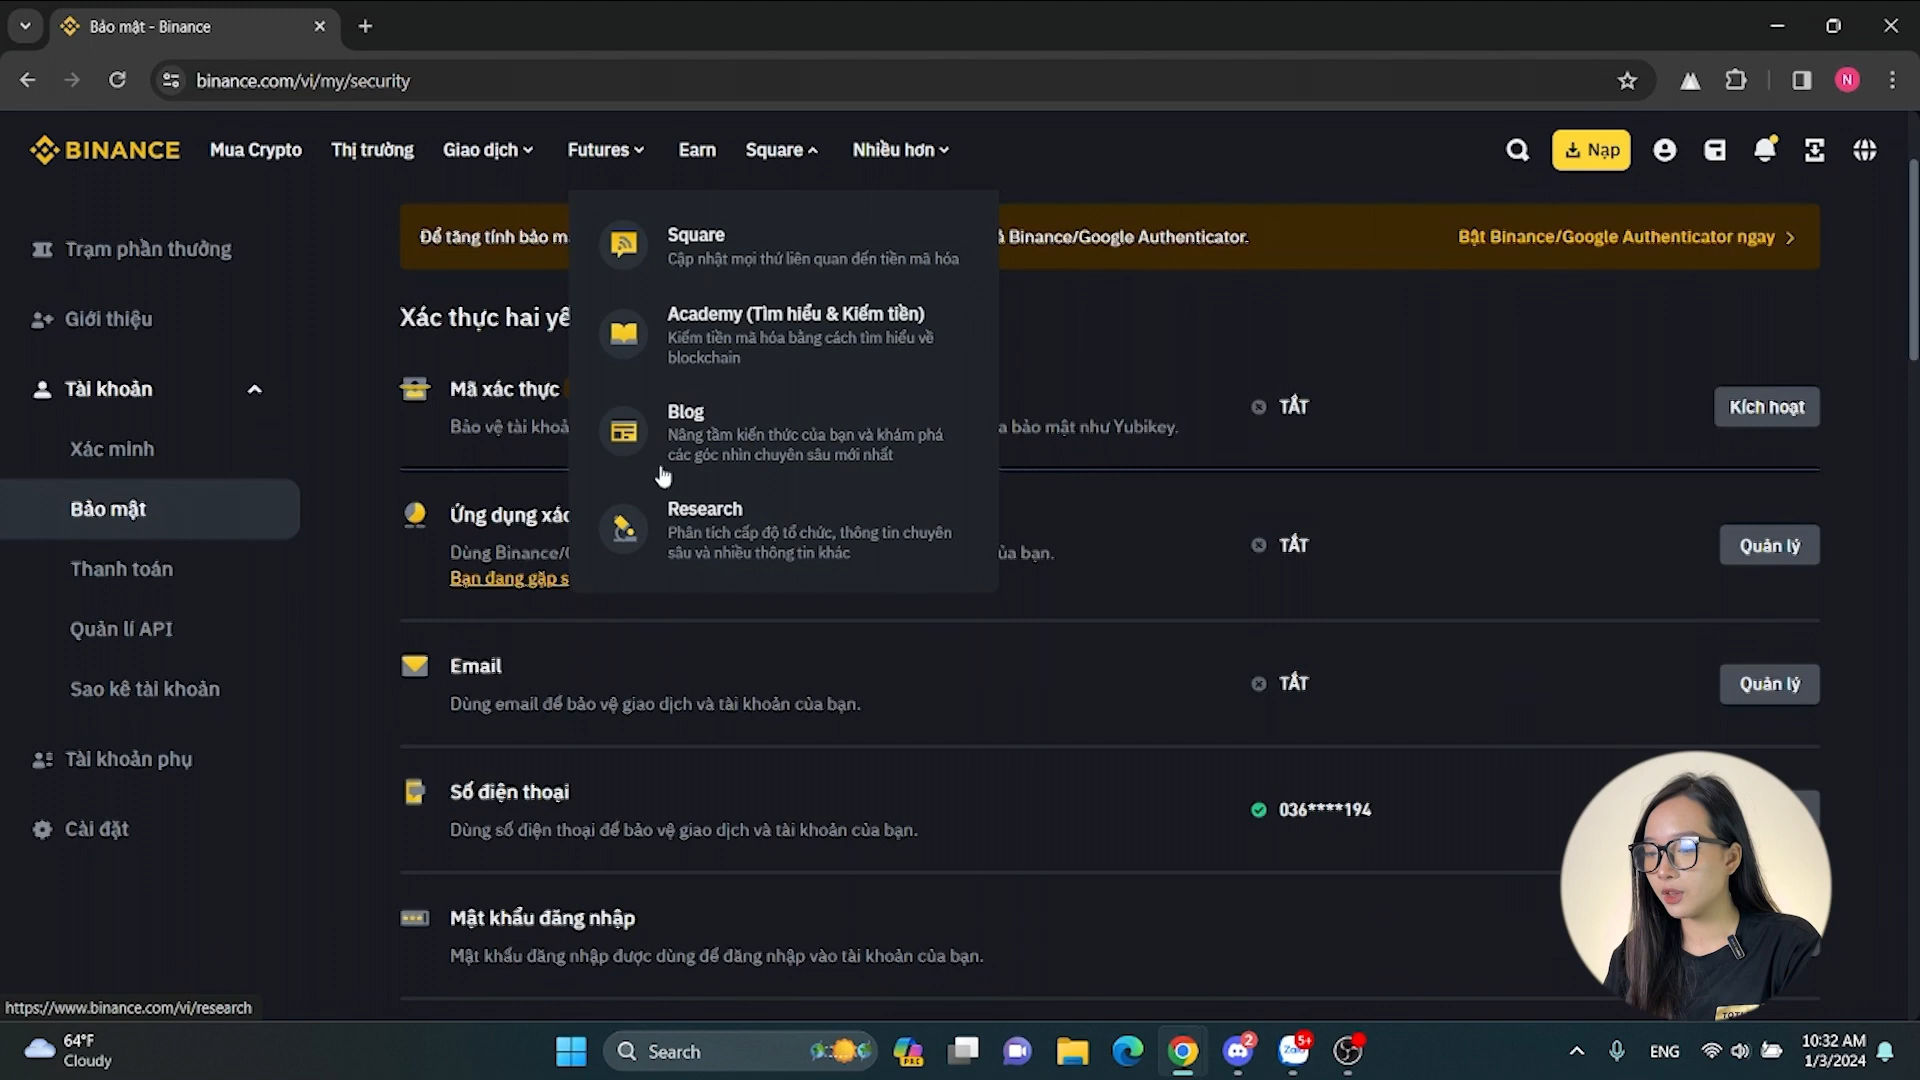 Bảo mật - Binance
binance.com/vi/my/security
N
BINANCE Mua Crypto Thị trường Giao dịch Futures Earn Square Nhiều hơn Nạp
Trạm phần thưởng
Giới thiệu
Tài khoản
Xác minh
Bảo mật
Thanh toán
Quản lí API
Sao kê tài khoản
Tài khoản phụ
Cài đặt
Để tăng tính bảo m
Binance/Google Authenticator.
Bật Binance/Google Authenticator ngay
Square
Cập nhật mọi thứ liên quan đến tiền mã hóa
Academy (Tìm hiểu & Kiếm tiền)
Kiếm tiền mã hóa bằng cách tìm hiểu về
blockchain
Blog
Nâng tầm kiến thức của bạn và khám phá
các góc nhìn chuyên sâu mới nhất
Research
Phân tích cấp độ tổ chức, thông tin chuyên
sâu và nhiều thông tin khác
Xác thực hai yế
Mã xác thực
TẮT
Kích hoạt
Bảo vệ tài khoả
a bảo mật như Yubikey.
Ứng dụng xác
TẮT
Quản lý
Dùng Binance/
ủa bạn.
Bạn đang gặp s
Email
TẮT
Quản lý
Dùng email để bảo vệ giao dịch và tài khoản của bạn.
Số điện thoại
036****194
Dùng số điện thoại để bảo vệ giao dịch và tài khoản của bạn.
Mật khẩu đăng nhập
Mật khẩu đăng nhập được dùng để đăng nhập vào tài khoản của bạn.
https://www.binance.com/vi/research
64°F
Cloudy
Search
PRE
2
Zalo
5+
ENG
10:32 AM
1/3/2024